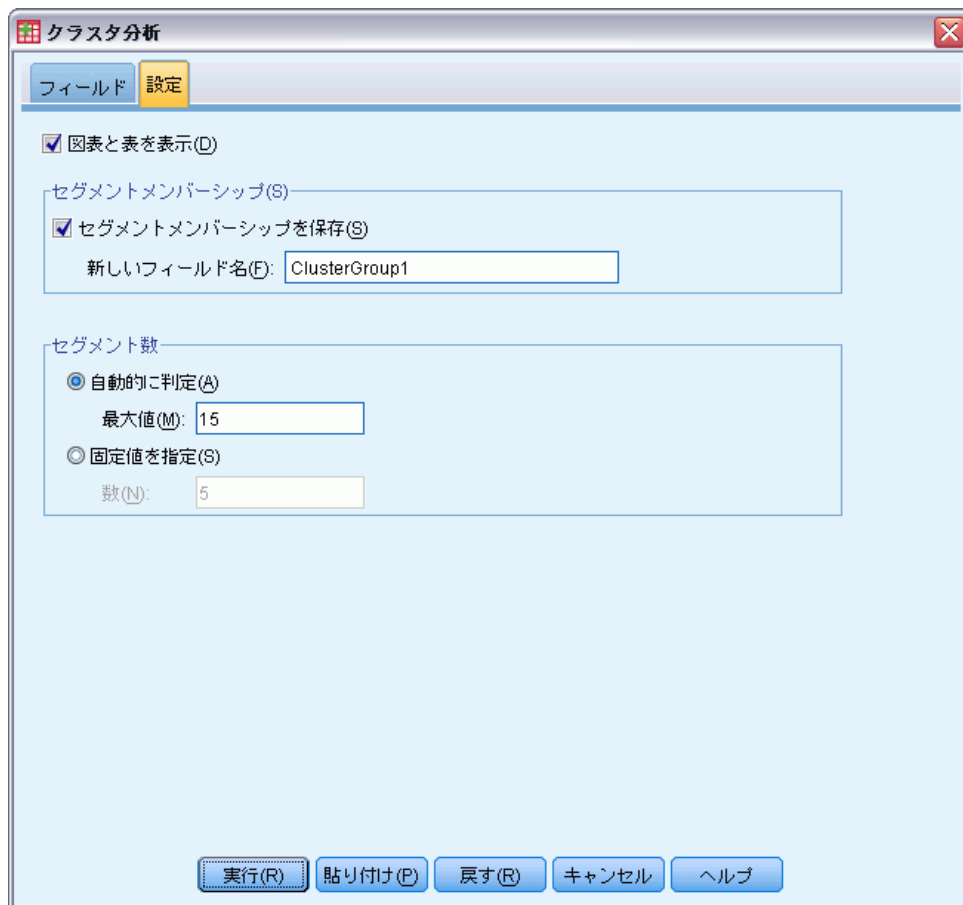 クラスタ分析
フィールド 設定
図表と表を表示(D)
セグメントメンバーシップ(S)
セグメントメンバーシップを保存(S)
新しいフィールド名(F): ClusterGroup1
セグメント数
自動的に判定(A)
最大値(M): 15
固定値を指定(S)
数(N): 5
実行(R) 貼り付け(P) 戻す(R) キャンセル ヘルプ